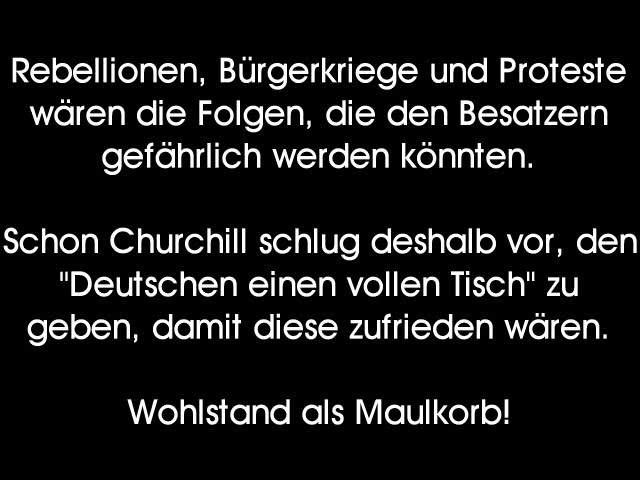 Rebellionen, Bürgerkriege und Proteste
wären die Folgen, die den Besatzern
gefährlich werden könnten.
Schon Churchill schlug deshalb vor, den
"Deutschen einen vollen Tisch" zu
geben, damit diese zufrieden wären.
Wohlstand als Maulkorb!